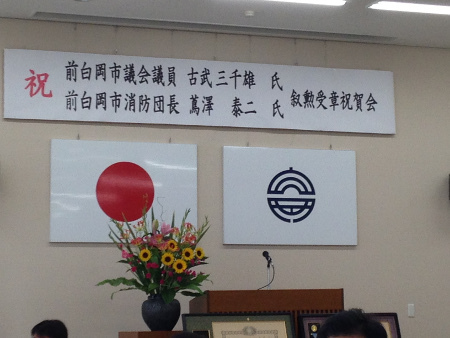 祝
前白岡市議会議員 古武三千雄 氏
前白岡市消防団長 蔦澤 泰二 氏
叙勲受章祝賀会